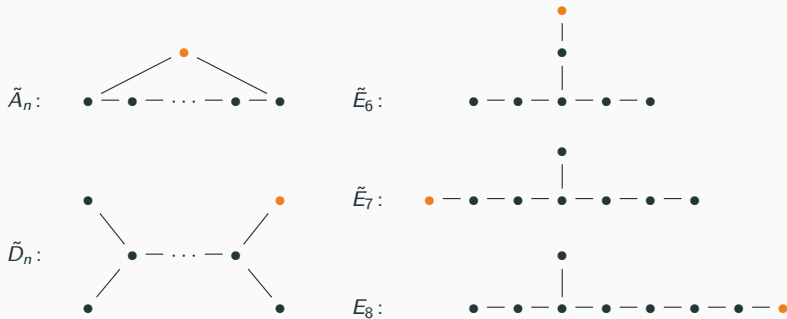 Ã_n:
⋯
Ẽ_6:
D̃_n:
⋯
Ẽ_7:
E_8: